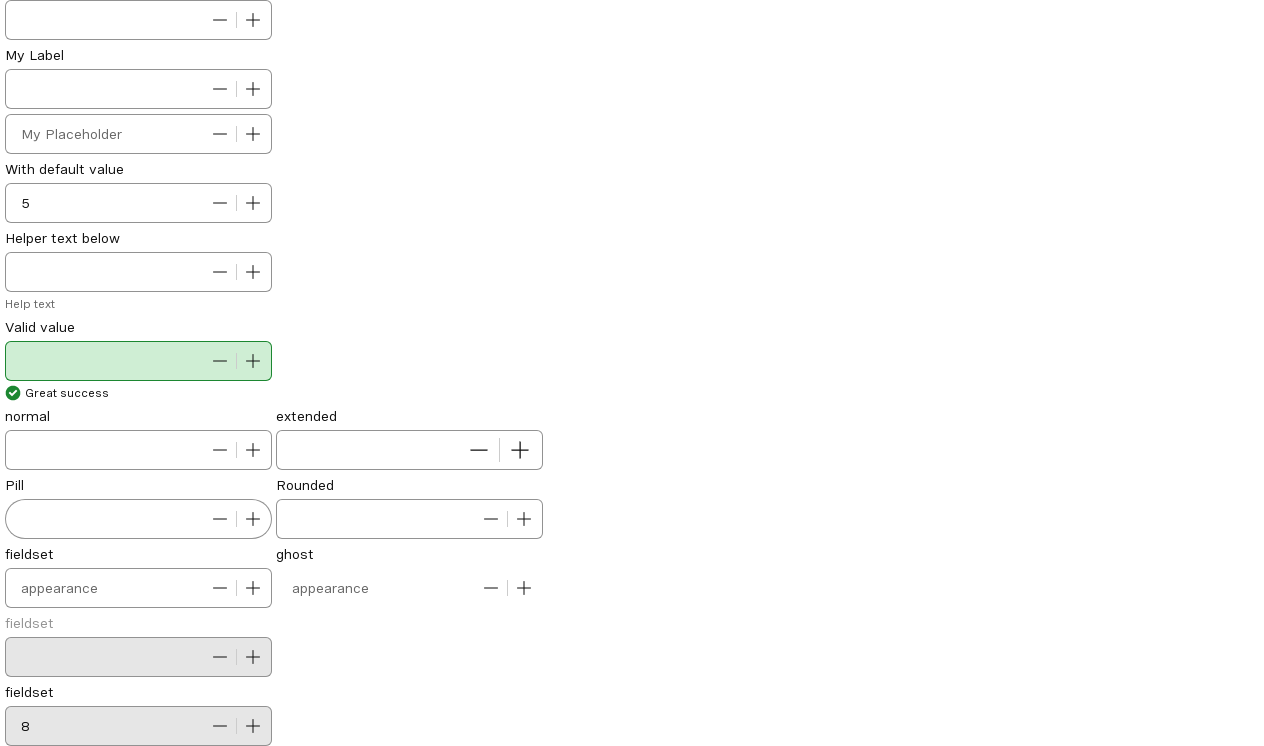 My Label
My Placeholder
With default value
5
Helper text below
Help text
Valid value
Great success
normal extended
Pill Rounded
fieldset ghost
appearance appearance
fieldset
fieldset
8